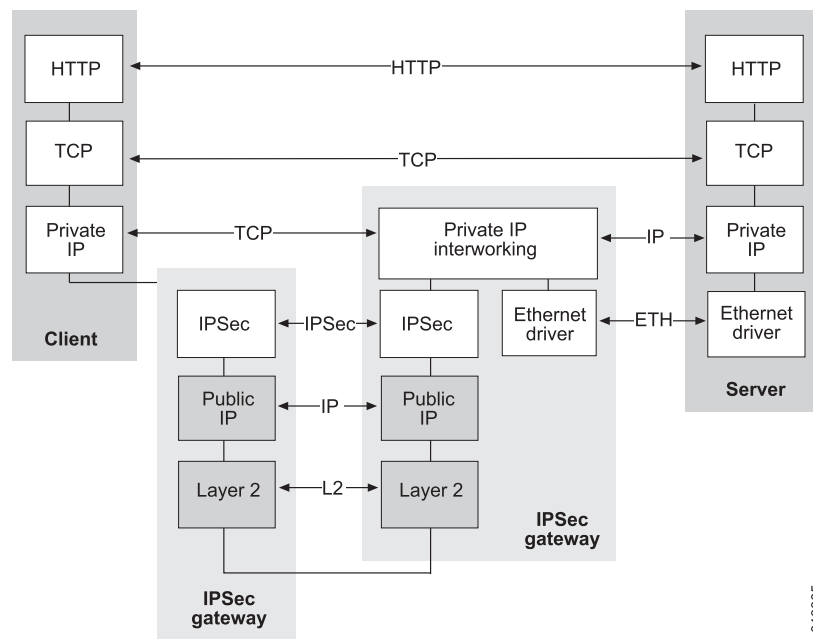 HTTP
HTTP
HTTP
TCP
TCP
TCP
Private
IP
TCP
Private IP
interworking
IP
Private
IP
IPSec
IPSec
IPSec
Ethernet
driver
ETH
Ethernet
driver
Client
Public
IP
IP
Public
IP
Server
Layer 2
L2
Layer 2
IPSec
gateway
IPSec
gateway